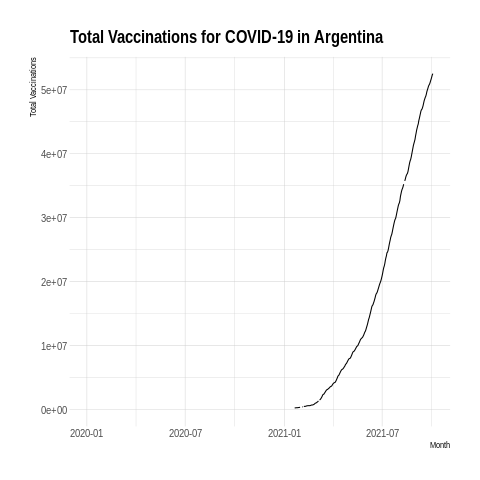 Total Vaccinations for COVID-19 in Argentina
Total Vaccinations
5e+07
4e+07
3e+07
2e+07
1e+07
0e+00
2020-01 2020-07 2021-01 2021-07
Month